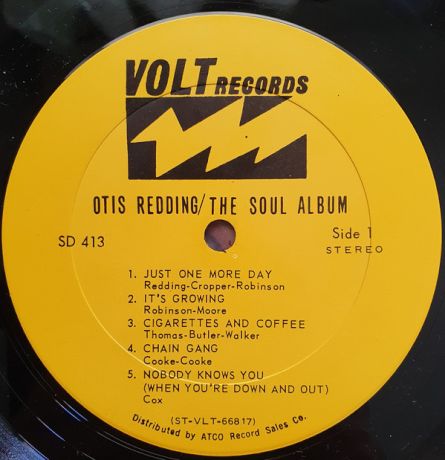 VOLT RECORDS
OTIS REDDING/THE SOUL ALBUM
SD 413
Side 1
STEREO
1. JUST ONE MORE DAY
Redding-Cropper-Robinson
2. IT'S GROWING
Robinson-Moore
3. CIGARETTES AND COFFEE
Thomas-Butler-Walker
4. CHAIN GANG
Cooke-Cooke
5. NOBODY KNOWS YOU
(WHEN YOU'RE DOWN AND OUT)
Cox
(ST-VLT-66817)
Distributed by ATCO Record Sales Co.